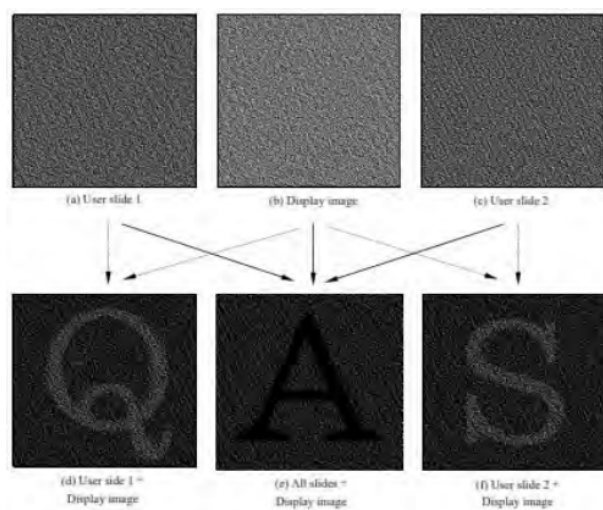 (a) User slide 1
(b) Display image
(c) User slide 2
Q
A
S
(d) User side 1 +
Display image
(e) All slides +
Display image
(f) User slide 2 +
Display image